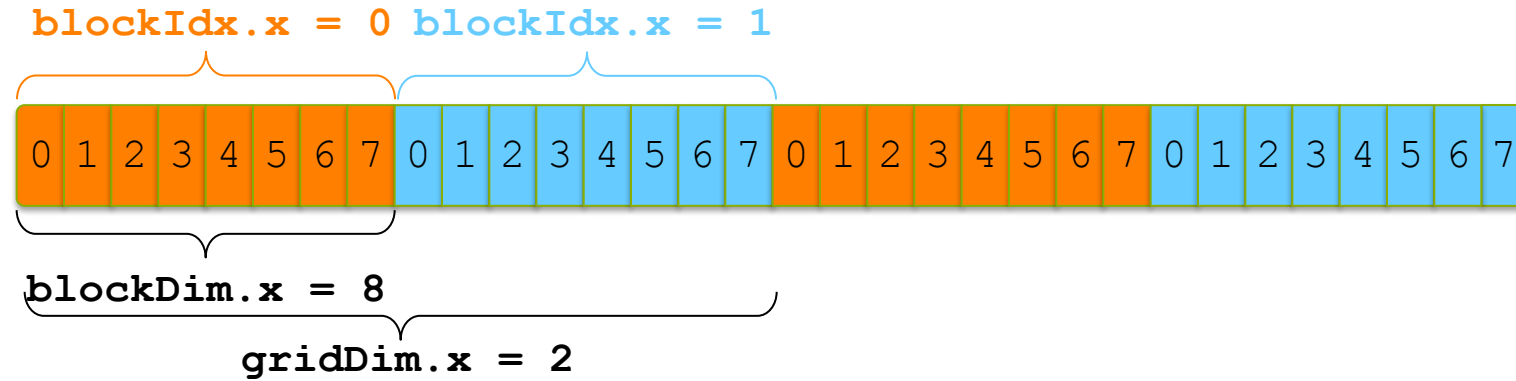 blockIdx.x = 0 blockIdx.x = 1
0 1 2 3 4 5 6 7 0 1 2 3 4 5 6 7 0 1 2 3 4 5 6 7 0 1 2 3 4 5 6 7
blockDim.x = 8
gridDim.x = 2